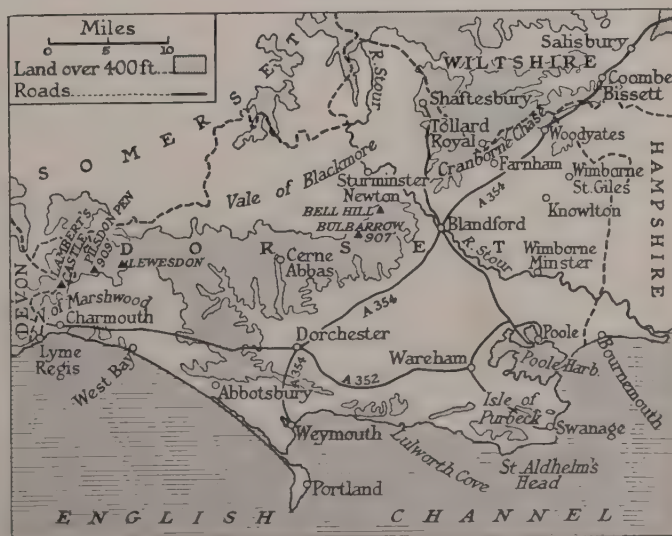 Miles
0 5 10
Land over 400ft.
Roads
SOMERSET
R. Stour
WILTSHIRE
Salisbury
Coombe
Bissett
Shaftesbury
Tollard
Royal
Cranborne Chase
Woodyates
Farnham
HAMPSHIRE
Vale of Blackmore
Sturminster
Newton
A 354
Wimborne
St. Giles
Knowlton
BELL HILL
BULBARROW
907
Blandford
R. Stour
LAMBERT'S
CASTLE
PILSDON PEN
909
LEWESDON
DORSET
Cerne
Abbas
Wimborne
Minster
DEVON
V. of Marshwood
Charmouth
Lyme
Regis
A 354
Dorchester
Wareham
Poole
Poole Harb.
Bournemouth
West Bay
A 354
A 352
Abbotsbury
Isle of
Purbeck
Swanage
Weymouth
Lulworth Cove
St Aldhelm's
Head
Portland
ENGLISH CHANNEL